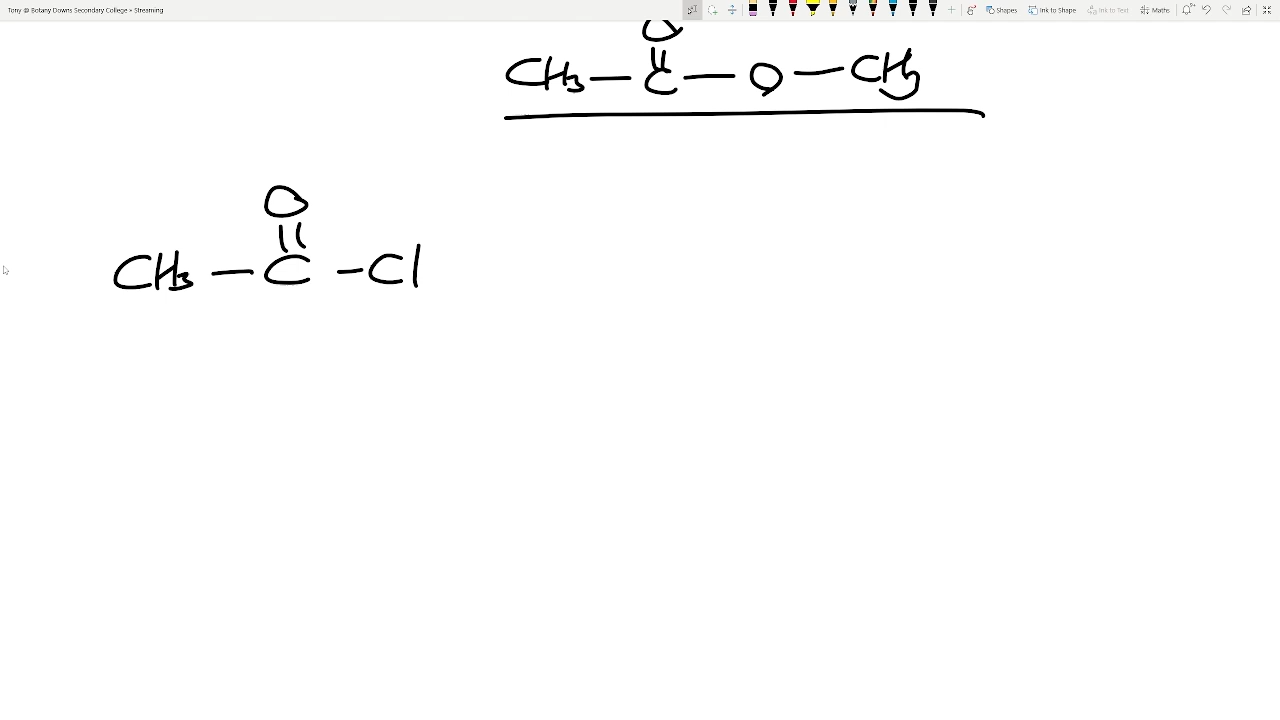 Tony @ Botany Downs Secondary College > Streaming
Shapes
Ink to Shape
Ink to Text
Maths
O
||
CH3 — C — O — CH3
O
||
CH3 — C – Cl